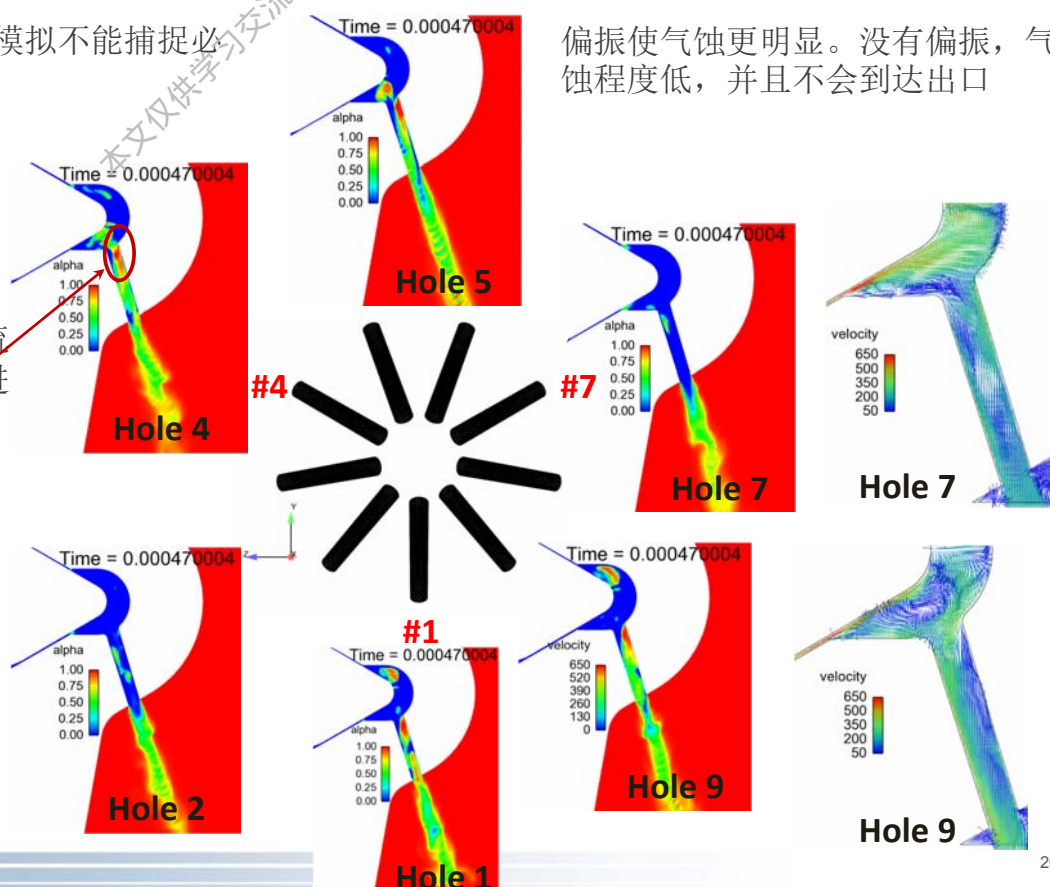 模拟不能捕捉必
本文仅供学习交流
偏振使气蚀更明显。没有偏振，气
蚀程度低，并且不会到达出口
Time = 0.000470004
alpha
1.00
0.75
0.50
0.25
0.00
Hole 5
Time = 0.000470004
alpha
1.00
0.75
0.50
0.25
0.00
Hole 4
流
进
#4
Time = 0.000470004
alpha
1.00
0.75
0.50
0.25
0.00
#7
Hole 7
velocity
650
500
350
200
50
Hole 7
Y
Z
X
#1
Time = 0.000470004
alpha
1.00
0.75
0.50
0.25
0.00
Hole 2
Time = 0.000470004
alpha
1.00
0.75
0.50
0.25
0.00
Hole 1
Time = 0.000470004
velocity
650
520
390
260
130
0
Hole 9
velocity
650
500
350
200
50
Hole 9